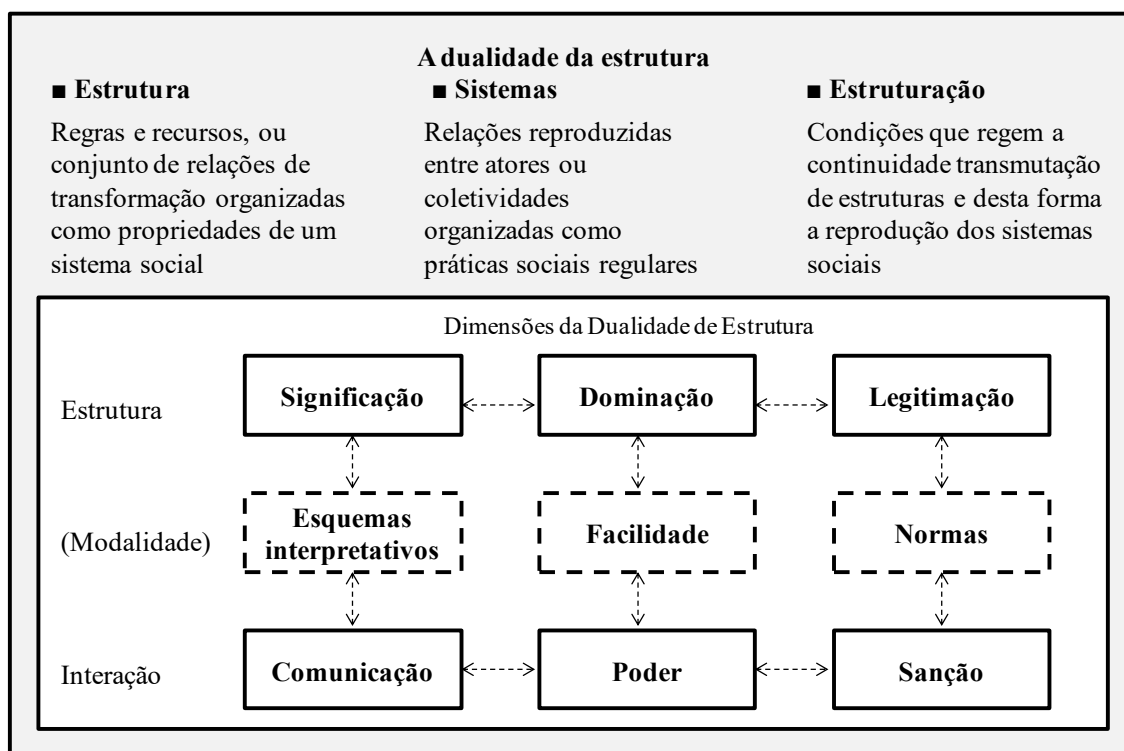 A dualidade da estrutura
■ Estrutura
Regras e recursos, ou
conjunto de relações de
transformação organizadas
como propriedades de um
sistema social
■ Sistemas
Relações reproduzidas
entre atores ou
coletividades
organizadas como
práticas sociais regulares
■ Estruturação
Condições que regem a
continuidade transmutação
de estruturas e desta forma
a reprodução dos sistemas
sociais
Dimensões da Dualidade de Estrutura
Estrutura
Significação
Dominação
Legitimação
(Modalidade)
Esquemas
interpretativos
Facilidade
Normas
Interação
Comunicação
Poder
Sanção